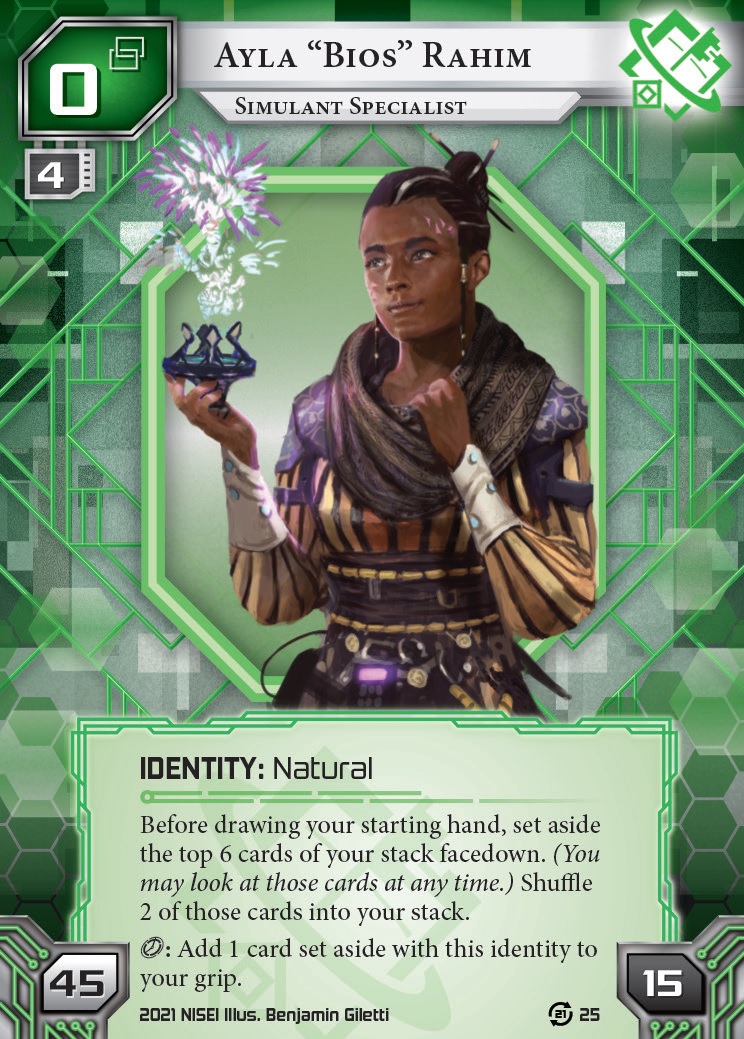 0
AYLA “BIOS” RAHIM
SIMULANT SPECIALIST
4
IDENTITY: Natural
Before drawing your starting hand, set aside
the top 6 cards of your stack facedown. (You
may look at those cards at any time.) Shuffle
2 of those cards into your stack.
: Add 1 card set aside with this identity to
your grip.
45
15
2021 NISEI Illus. Benjamin Giletti
21 25